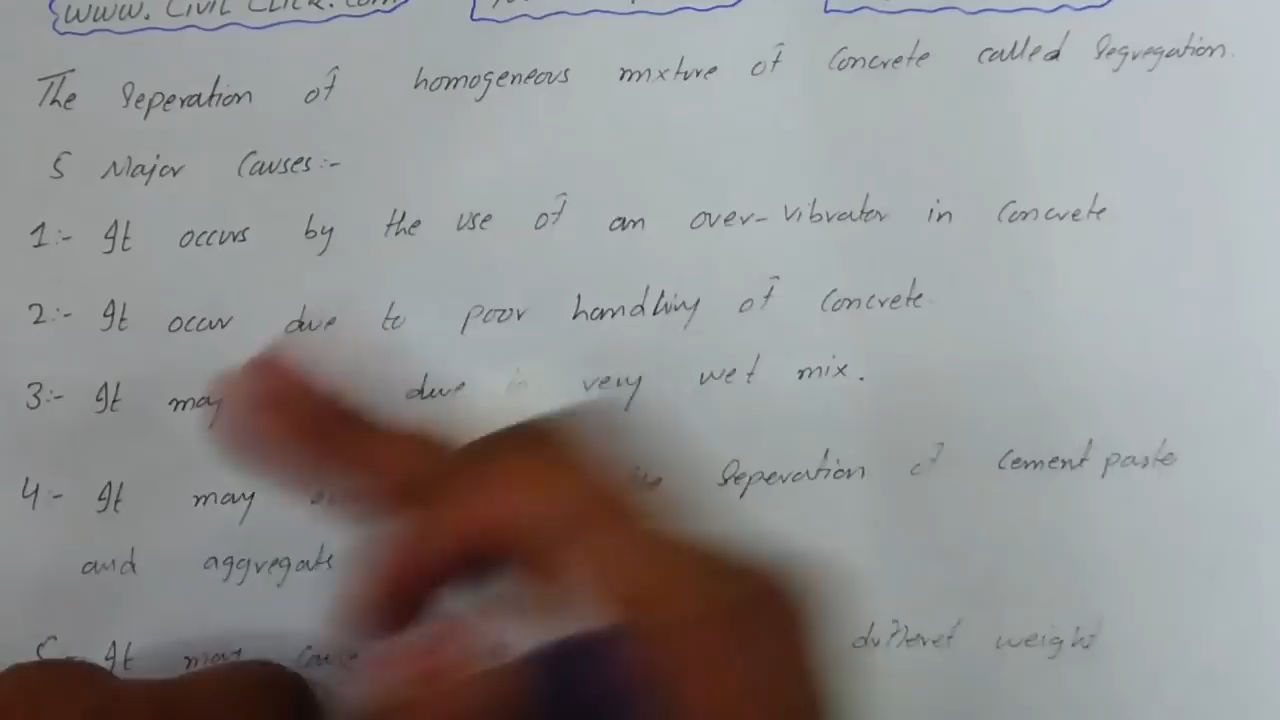 www. Civil Click. com
The Seperation of homogeneous mixture of Concrete called Segregation.
5 Major Causes:-
1:- It occurs by the use of an over-vibrator in Concrete
2:- It occur due to poor handling of Concrete.
3:- It may due very wet mix.
4:- It may Seperation of cement paste
and aggregate
5- It may cause weight